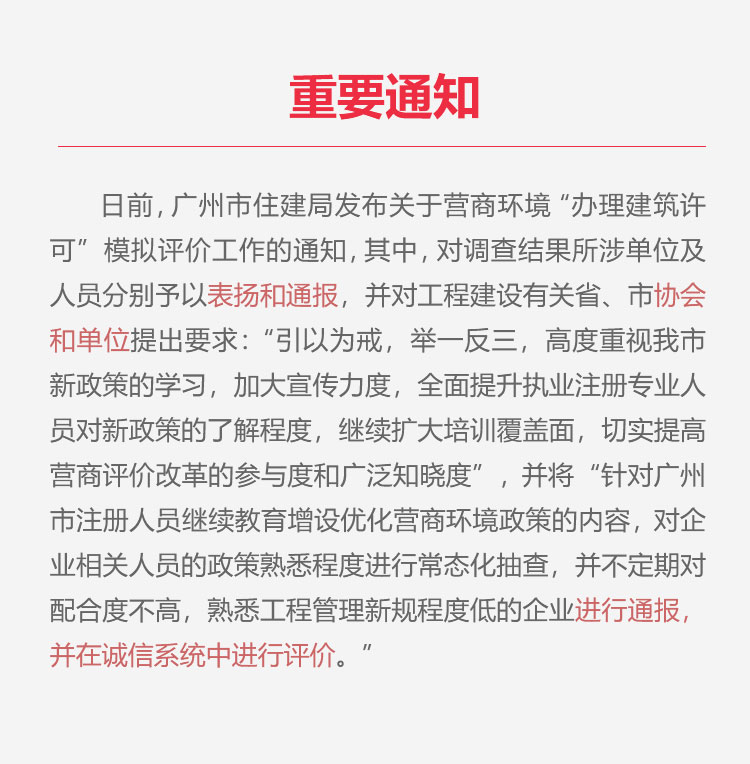 重要通知
日前，广州市住建局发布关于营商环境“办理建筑许
可”模拟评价工作的通知，其中，对调查结果所涉单位及
人员分别予以表扬和通报，并对工程建设有关省、市协会
和单位提出要求：“引以为戒，举一反三，高度重视我市
新政策的学习，加大宣传力度，全面提升执业注册专业人
员对新政策的了解程度，继续扩大培训覆盖面，切实提高
营商评价改革的参与度和广泛知晓度”，并将“针对广州
市注册人员继续教育增设优化营商环境政策的内容，对企
业相关人员的政策熟悉程度进行常态化抽查，并不定期对
配合度不高，熟悉工程管理新规程度低的企业进行通报，
并在诚信系统中进行评价。”